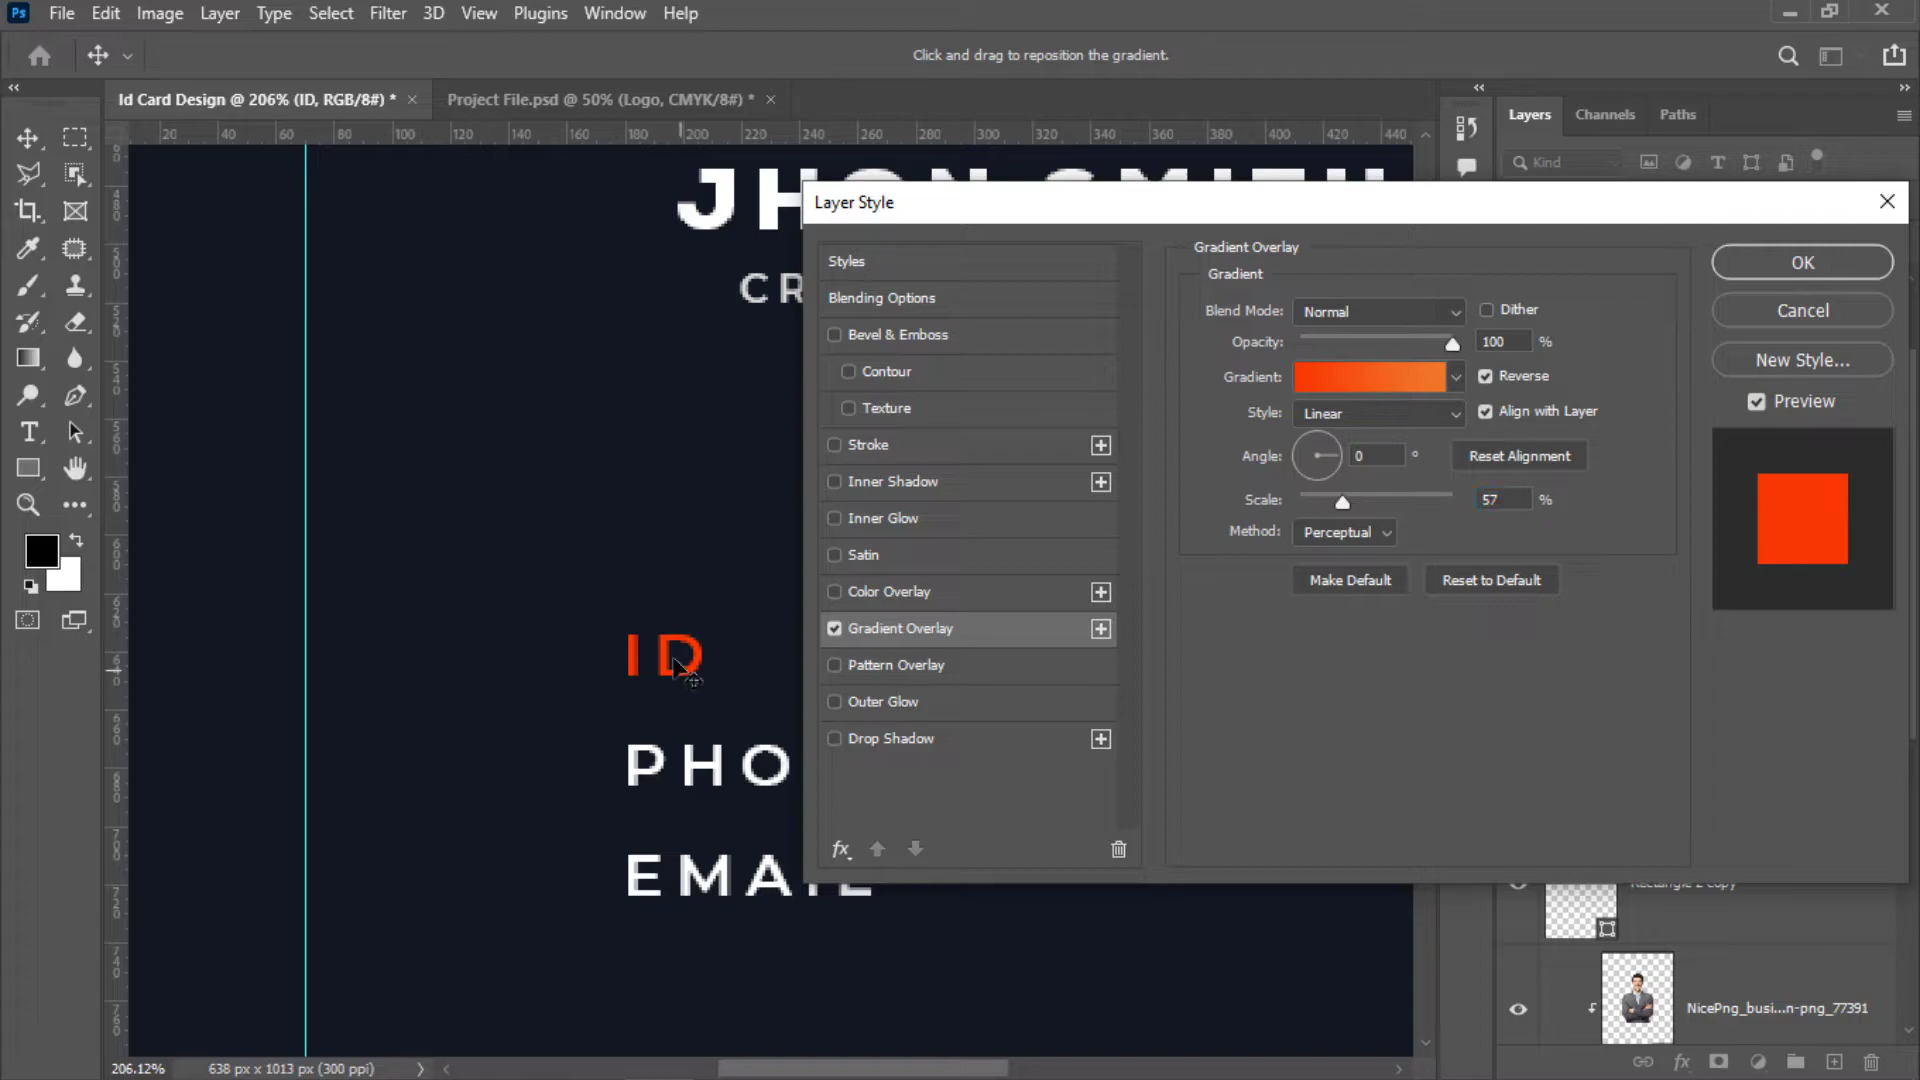 Ps File Edit Image Layer Type Select Filter 3D View Plugins Window Help
Click and drag to reposition the gradient.
Id Card Design @ 206% (ID, RGB/8#) *
Project File.psd @ 50% (Logo, CMYK/8#) *
Layers Channels Paths
20 40 60 80 100 120 140 160 180 200 220 240 260 280 300 320 340 360 380 400 420 440
Kind
JHON SMITH
CR
ID
PHO
EMAIL
Layer Style
Styles
Blending Options
Bevel & Emboss
Contour
Texture
Stroke
Inner Shadow
Inner Glow
Satin
Color Overlay
Gradient Overlay
Pattern Overlay
Outer Glow
Drop Shadow
fx
Gradient Overlay
Gradient
Blend Mode: Normal Dither
Opacity: 100 %
Gradient: Reverse
Style: Linear Align with Layer
Angle: 0 ° Reset Alignment
Scale: 57 %
Method: Perceptual
Make Default Reset to Default
OK
Cancel
New Style...
Preview
Rectangle 2 Copy
NicePng_busi...n-png_77391
206.12% 638 px x 1013 px (300 ppi)
fx